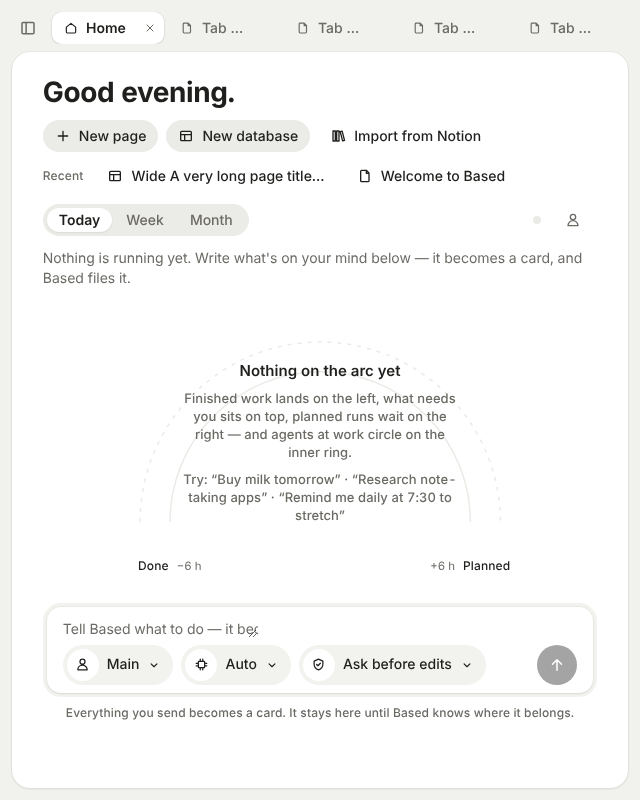 Home
Tab ...
Tab ...
Tab ...
Tab ...
Good evening.
New page
New database
Import from Notion
Recent
Wide A very long page title...
Welcome to Based
Today
Week
Month
Nothing is running yet. Write what's on your mind below — it becomes a card, and
Based files it.
Nothing on the arc yet
Finished work lands on the left, what needs
you sits on top, planned runs wait on the
right — and agents at work circle on the
inner ring.
Try: “Buy milk tomorrow” · “Research note-
taking apps” · “Remind me daily at 7:30 to
stretch”
Done −6 h
+6 h Planned
Tell Based what to do — it
Main
Auto
Ask before edits
Everything you send becomes a card. It stays here until Based knows where it belongs.